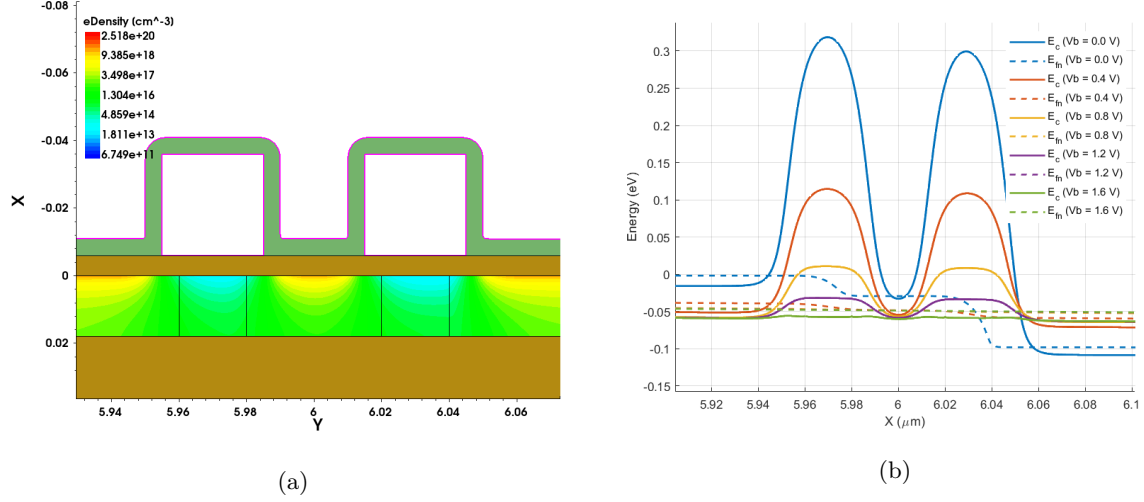 eDensity (cm^-3)
2.518e+20
9.385e+18
3.498e+17
1.304e+16
4.859e+14
1.811e+13
6.749e+11
-0.08
-0.06
-0.04
-0.02
0
0.02
X
5.94
5.96
5.98
6
6.02
6.04
6.06
Y
(a)
0.3
0.25
0.2
0.15
0.1
0.05
0
-0.05
-0.1
-0.15
Energy (eV)
E_c (Vb = 0.0 V)
E_fn (Vb = 0.0 V)
E_c (Vb = 0.4 V)
E_fn (Vb = 0.4 V)
E_c (Vb = 0.8 V)
E_fn (Vb = 0.8 V)
E_c (Vb = 1.2 V)
E_fn (Vb = 1.2 V)
E_c (Vb = 1.6 V)
E_fn (Vb = 1.6 V)
5.92
5.94
5.96
5.98
6
6.02
6.04
6.06
6.08
6.1
X (μm)
(b)